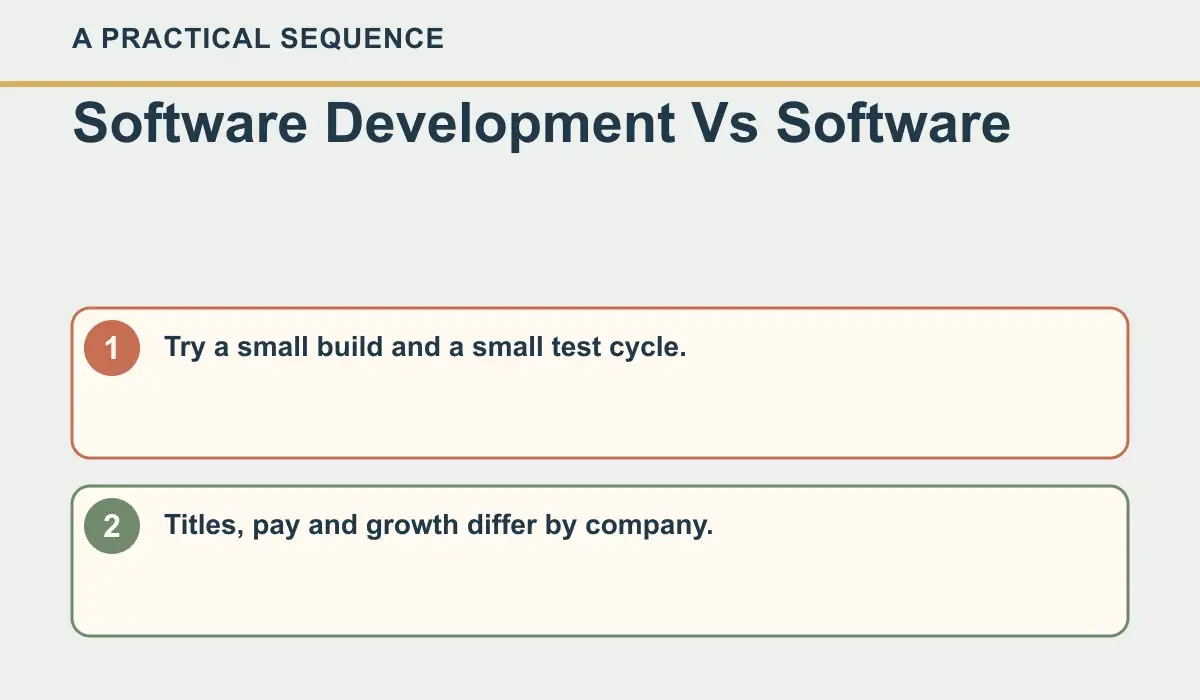 A PRACTICAL SEQUENCE
Software Development Vs Software
1 Try a small build and a small test cycle.
2 Titles, pay and growth differ by company.